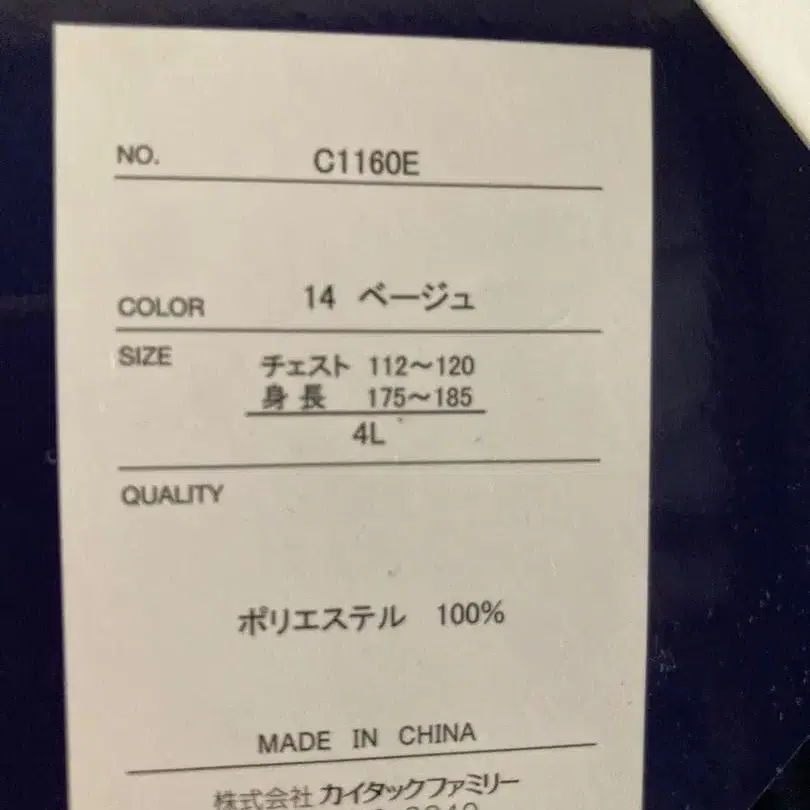 NO. C1160E
COLOR 14 ベージュ
SIZE チェスト 112～120
身長 175～185
4L
QUALITY
ポリエステル 100%
MADE IN CHINA
株式会社 カイタックファミリー